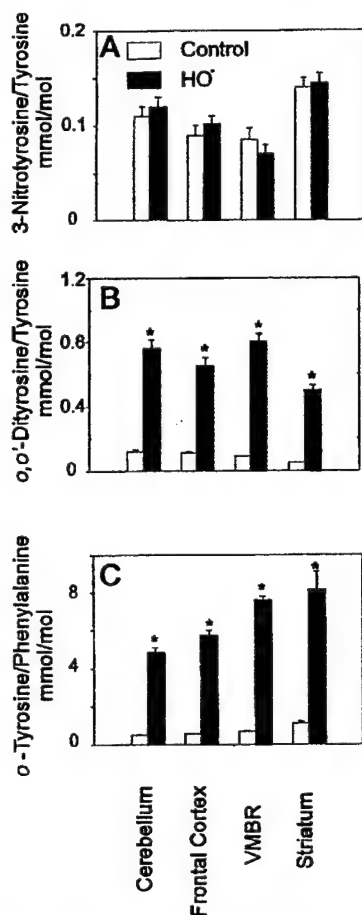 A
Control
HO•
3-Nitrotyrosine/Tyrosine
mmol/mol
0.2
0.1
0
B
o,o'-Dityrosine/Tyrosine
mmol/mol
1.2
0.8
0.4
0
*
*
*
*
C
o-Tyrosine/Phenylalanine
mmol/mol
8
4
0
*
*
*
*
Cerebellum
Frontal Cortex
VMBR
Striatum